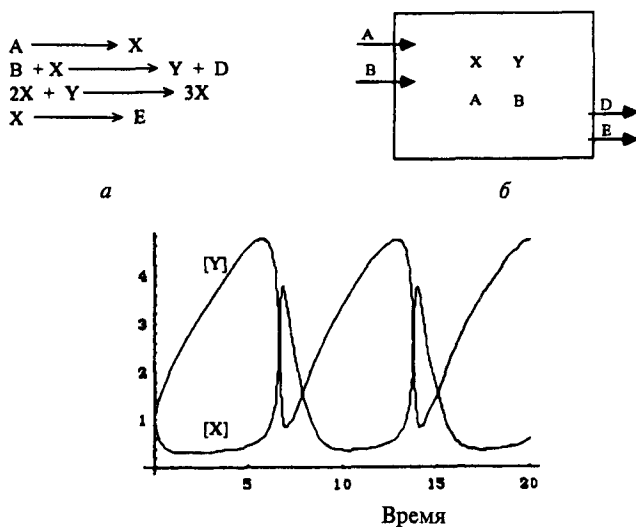 A → X
B + X → Y + D
2X + Y → 3X
X → E
а
A
B
X Y
A B
D
E
б
4
3
2
1
[Y]
[X]
5 10 15 20
Время